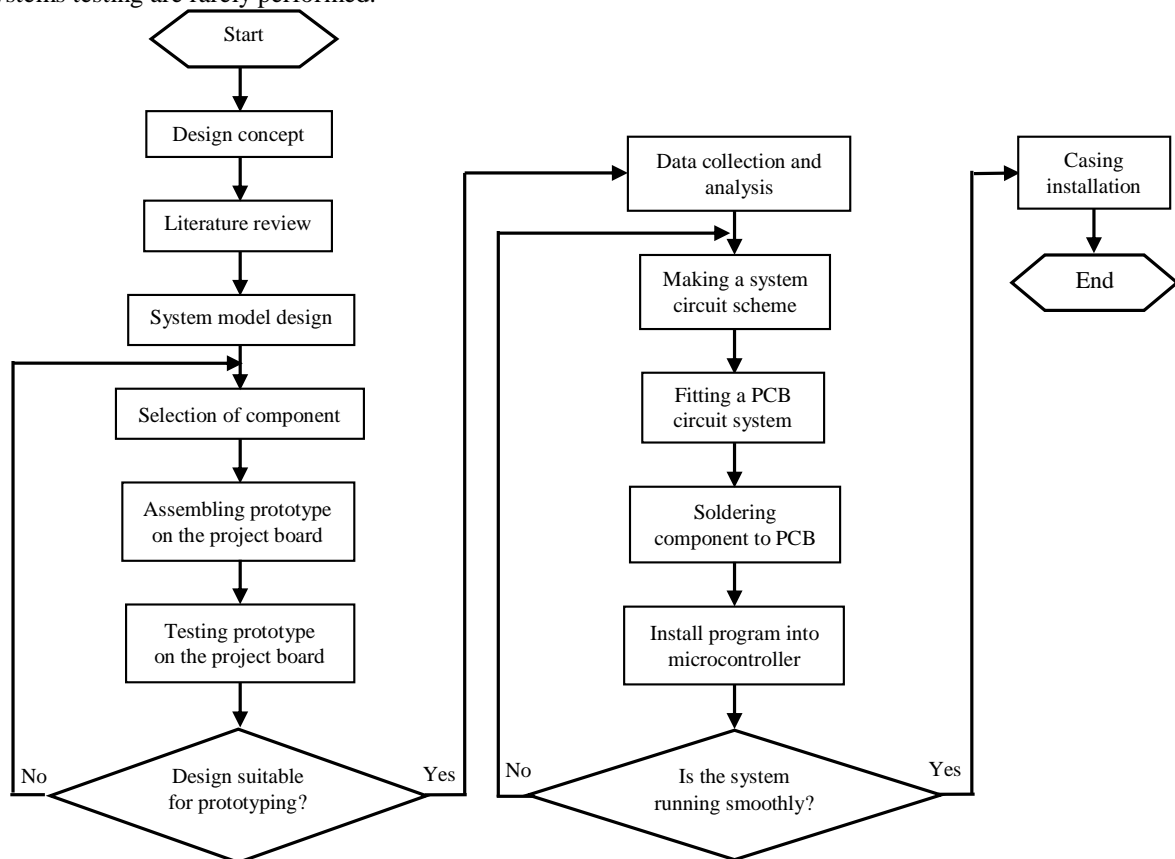 ystems testing are rarely performed.
Start
Design concept
Literature review
System model design
Selection of component
Assembling prototype
on the project board
Testing prototype
on the project board
No
Design suitable
for prototyping?
Yes
Data collection and
analysis
Making a system
circuit scheme
Fitting a PCB
circuit system
Soldering
component to PCB
Install program into
microcontroller
No
Is the system
running smoothly?
Yes
Casing
installation
End